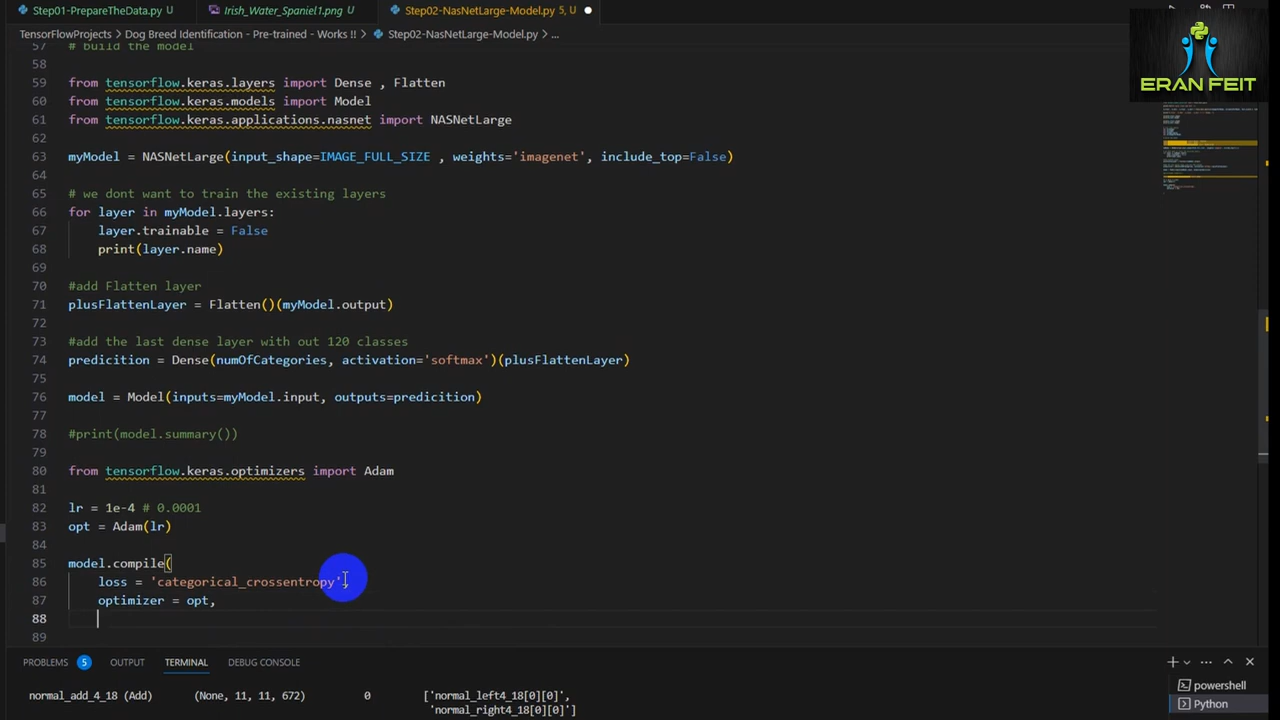 Step01-PrepareTheData.py U Irish_Water_Spaniel1.png U Step02-NasNetLarge-Model.py 5, U
TensorFlowProjects > Dog Breed Identification - Pre-trained - Works !! > Step02-NasNetLarge-Model.py > ...
ERAN FEIT
57 # build the model
58
59 from tensorflow.keras.layers import Dense , Flatten
60 from tensorflow.keras.models import Model
61 from tensorflow.keras.applications.nasnet import NASNetLarge
62
63 myModel = NASNetLarge(input_shape=IMAGE_FULL_SIZE , weights='imagenet', include_top=False)
64
65 # we dont want to train the existing layers
66 for layer in myModel.layers:
67 layer.trainable = False
68 print(layer.name)
69
70 #add Flatten layer
71 plusFlattenLayer = Flatten()(myModel.output)
72
73 #add the last dense layer with out 120 classes
74 predicition = Dense(numOfCategories, activation='softmax')(plusFlattenLayer)
75
76 model = Model(inputs=myModel.input, outputs=predicition)
77
78 #print(model.summary())
79
80 from tensorflow.keras.optimizers import Adam
81
82 lr = 1e-4 # 0.0001
83 opt = Adam(lr)
84
85 model.compile(
86 loss = 'categorical_crossentropy',
87 optimizer = opt,
88
89
PROBLEMS 5 OUTPUT TERMINAL DEBUG CONSOLE
normal_add_4_18 (Add) (None, 11, 11, 672) 0 ['normal_left4_18[0][0]',
'normal_right4_18[0][0]']
powershell
Python